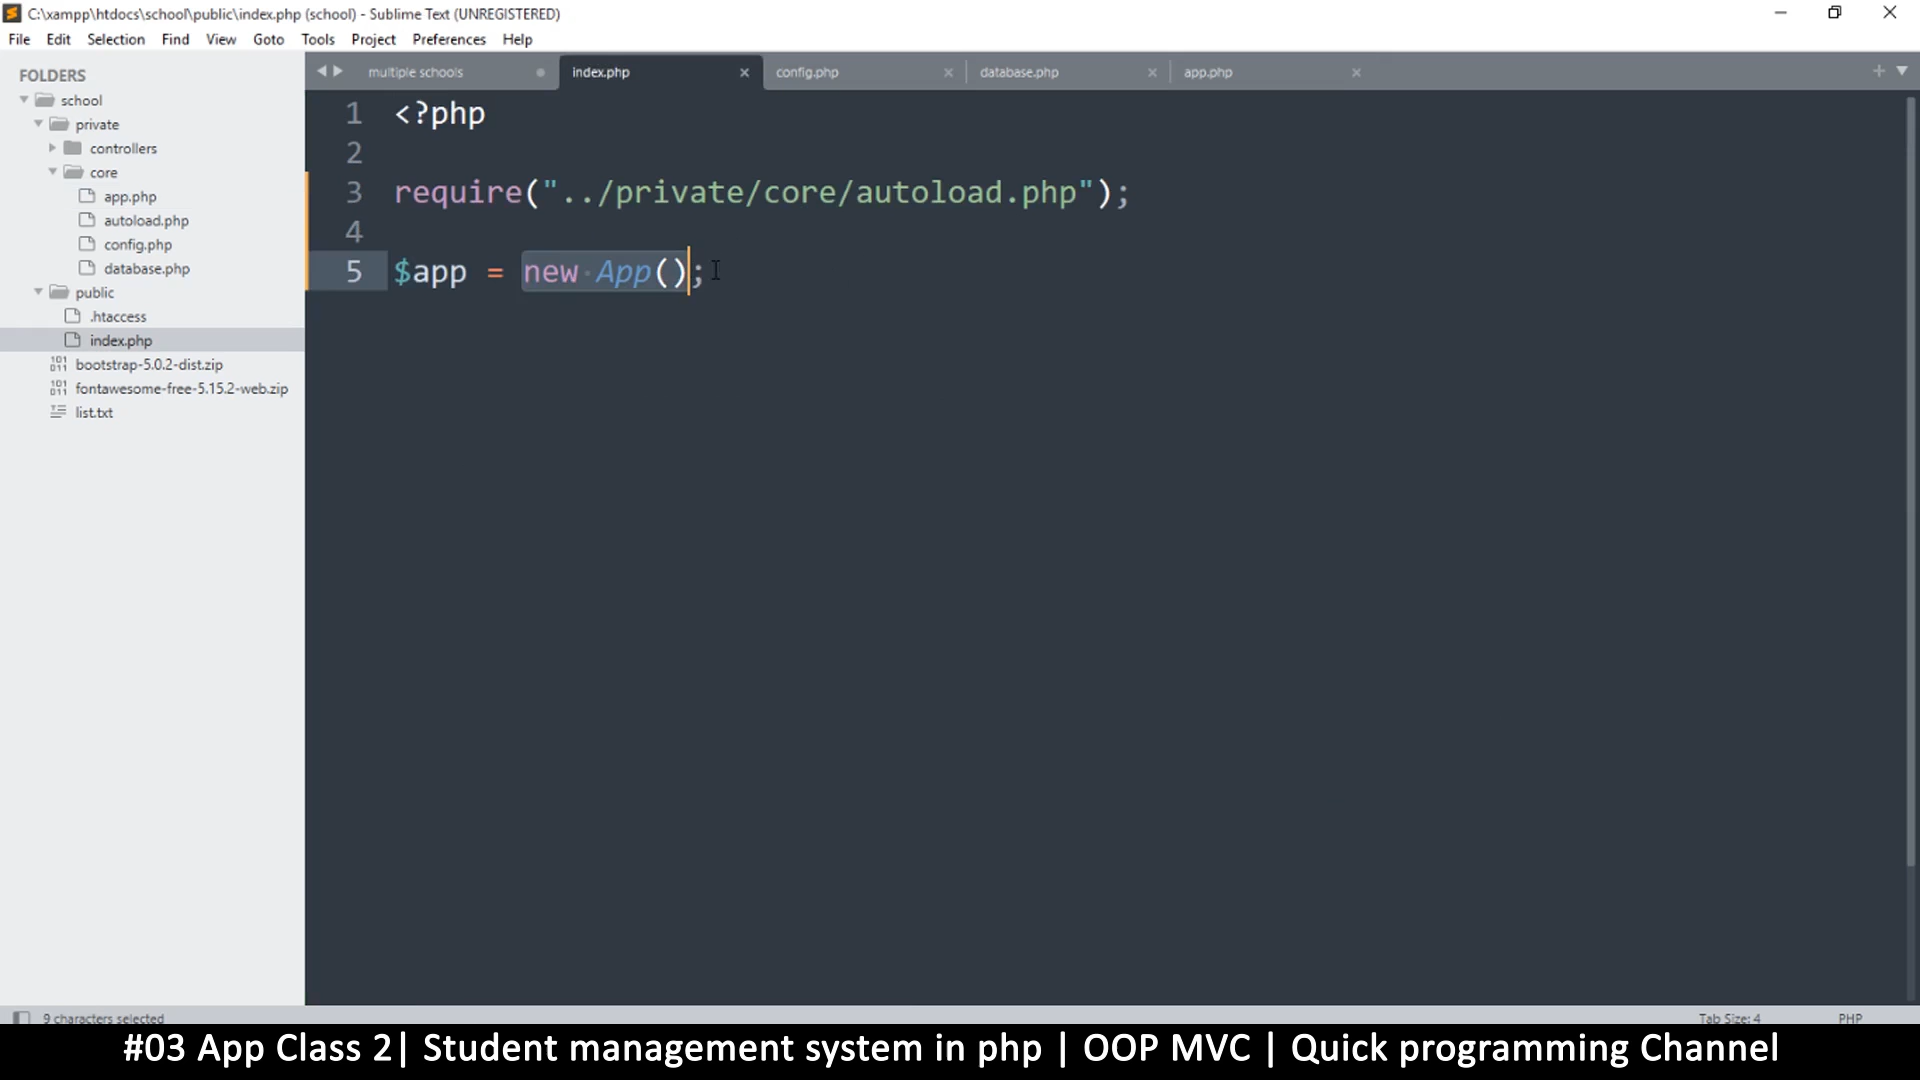 C:\xampp\htdocs\school\public\index.php (school) - Sublime Text (UNREGISTERED)
File Edit Selection Find View Goto Tools Project Preferences Help
FOLDERS
school
private
controllers
core
app.php
autoload.php
config.php
database.php
public
.htaccess
index.php
bootstrap-5.0.2-dist.zip
fontawesome-free-5.15.2-web.zip
list.txt
multiple schools index.php config.php database.php app.php
1 <?php
2
3 require("../private/core/autoload.php");
4
5 $app = new App();
9 characters selected Tab Size: 4 PHP
#03 App Class 2| Student management system in php | OOP MVC | Quick programming Channel